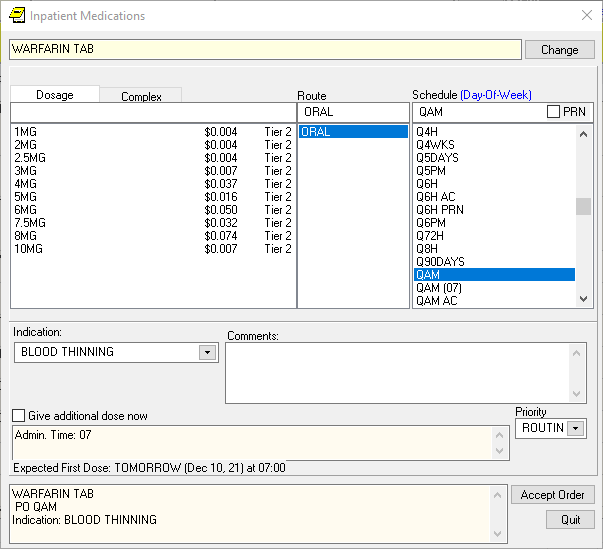 Inpatient Medications
WARFARIN TAB
Change
Dosage
Complex
Route
Schedule (Day-Of-Week)
ORAL
QAM
PRN
1MG $0.004 Tier 2
2MG $0.004 Tier 2
2.5MG $0.004 Tier 2
3MG $0.007 Tier 2
4MG $0.037 Tier 2
5MG $0.016 Tier 2
6MG $0.050 Tier 2
7.5MG $0.032 Tier 2
8MG $0.074 Tier 2
10MG $0.007 Tier 2
ORAL
Q4H
Q4WKS
Q5DAYS
Q5PM
Q6H
Q6H AC
Q6H PRN
Q6PM
Q72H
Q8H
Q90DAYS
QAM
QAM (07)
QAM AC
Indication:
BLOOD THINNING
Comments:
Give additional dose now
Priority
ROUTIN
Admin. Time: 07
Expected First Dose: TOMORROW (Dec 10, 21) at 07:00
WARFARIN TAB
PO QAM
Indication: BLOOD THINNING
Accept Order
Quit